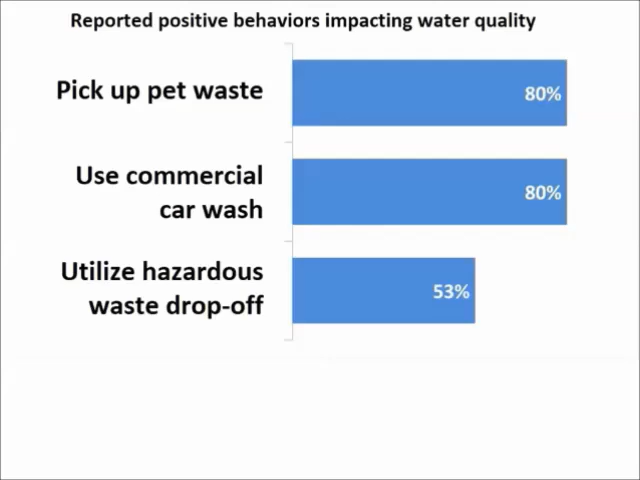 Reported positive behaviors impacting water quality
Pick up pet waste
80%
Use commercial
car wash
80%
Utilize hazardous
waste drop-off
53%